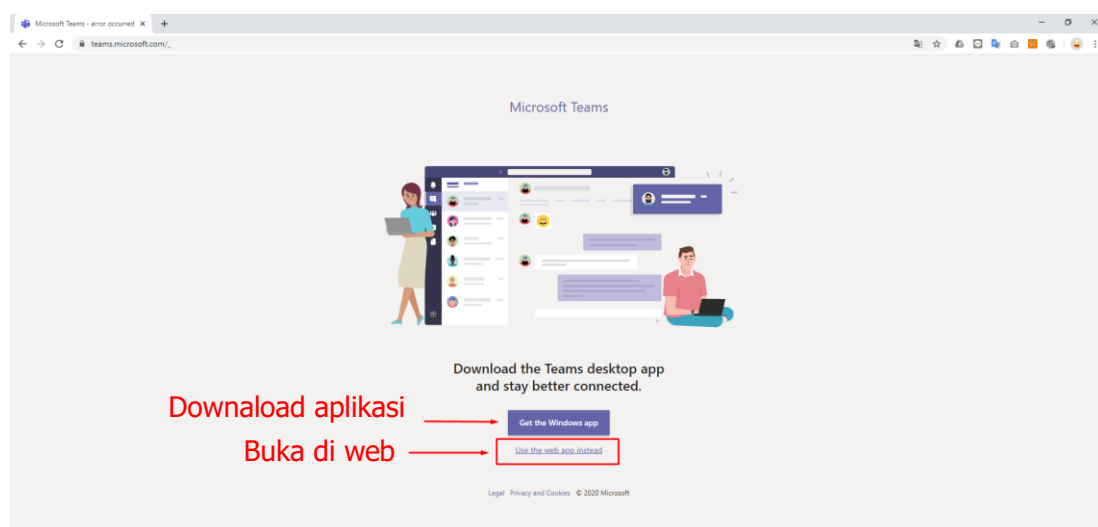 Microsoft Teams - error occurred
teams.microsoft.com/_
Microsoft Teams
Download the Teams desktop app
and stay better connected.
Downaload aplikasi
Get the Windows app
Buka di web
Use the web app instead
Legal Privacy and Cookies © 2020 Microsoft